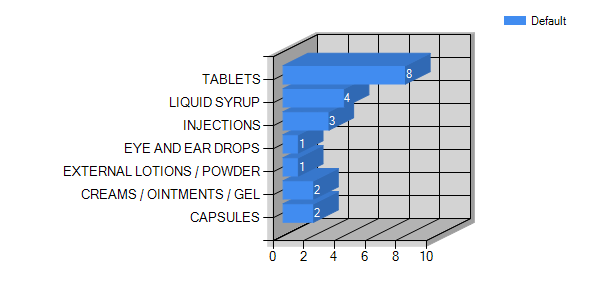 Default
TABLETS
8
LIQUID SYRUP
4
INJECTIONS
3
EYE AND EAR DROPS
1
EXTERNAL LOTIONS / POWDER
1
CREAMS / OINTMENTS / GEL
2
CAPSULES
2
0 2 4 6 8 10